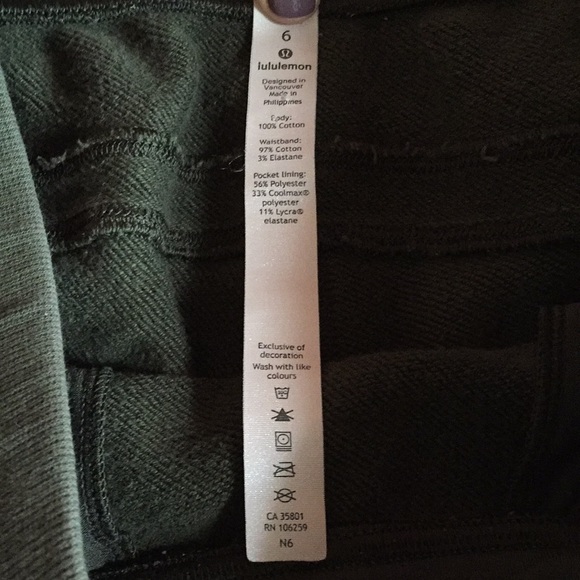 6
lululemon
Designed in
Vancouver
Made in
Philippines
Body:
100% Cotton
Waistband:
97% Cotton
3% Elastane
Pocket lining:
56% Polyester
33% Coolmax®
polyester
11% Lycra®
elastane
Exclusive of
decoration
Wash with like
colours
CA 35801
RN 106259
N6